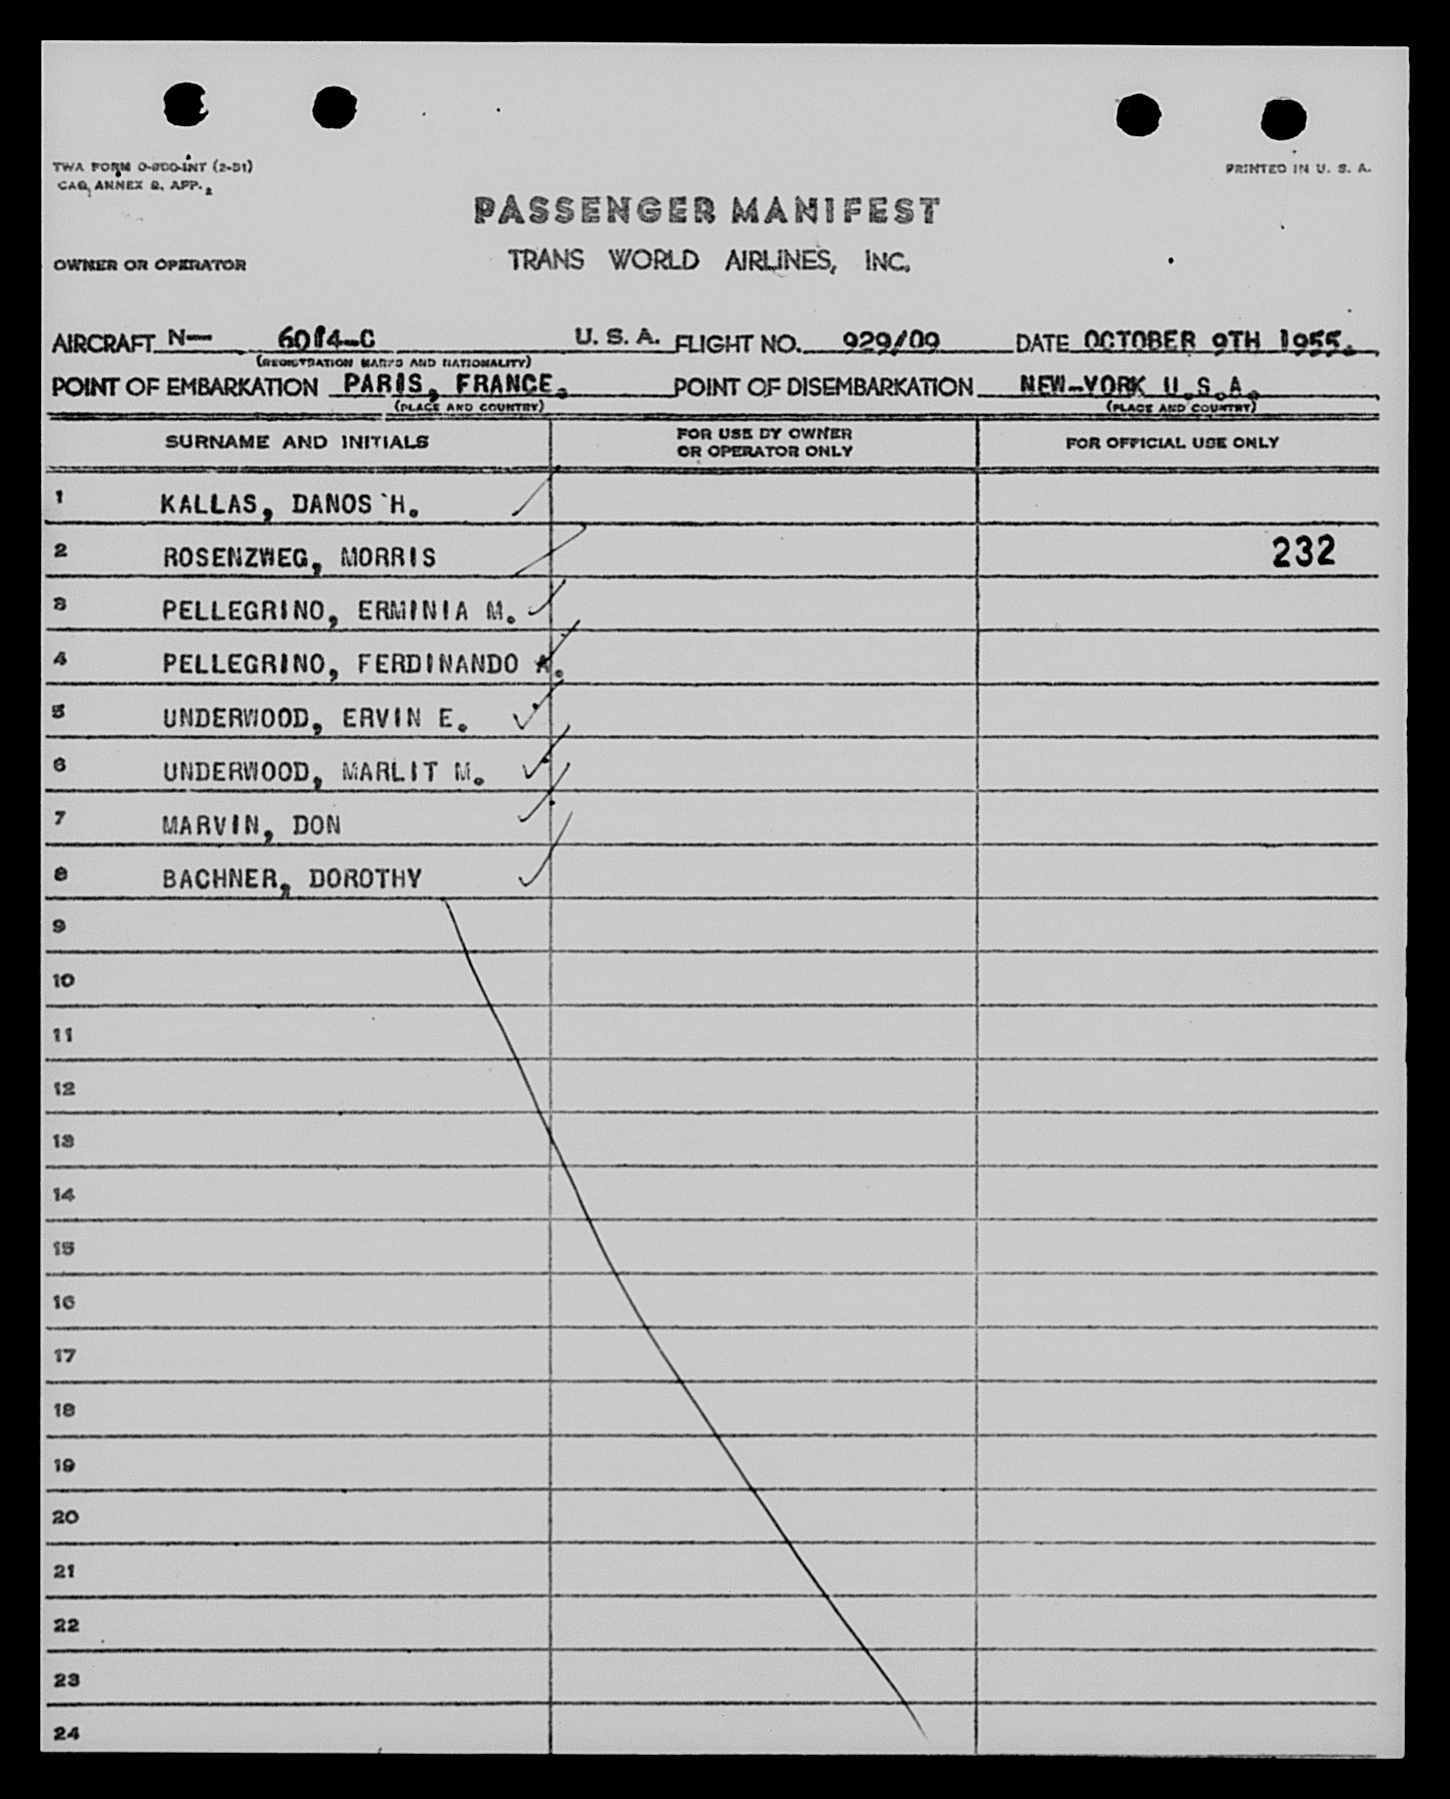 TWA FORM O-800-INT (2-51)
CAB, ANNEX 9, APP. 2
PRINTED IN U. S. A.
PASSENGER MANIFEST
OWNER OR OPERATOR
TRANS WORLD AIRLINES, INC.
AIRCRAFT N— 6014-C U. S. A. FLIGHT NO. 929/09 DATE OCTOBER 9TH 1955.
(REGISTRATION MARKS AND NATIONALITY)
POINT OF EMBARKATION PARIS, FRANCE. POINT OF DISEMBARKATION NEW-YORK U.S.A.
(PLACE AND COUNTRY) (PLACE AND COUNTRY)
SURNAME AND INITIALS FOR USE BY OWNER OR OPERATOR ONLY FOR OFFICIAL USE ONLY
1 KALLAS, DANOS H.
2 ROSENZWEG, MORRIS 232
3 PELLEGRINO, ERMINIA M.
4 PELLEGRINO, FERDINANDO A.
5 UNDERWOOD, ERVIN E.
6 UNDERWOOD, MARLIT M.
7 MARVIN, DON
8 BACHNER, DOROTHY
9
10
11
12
13
14
15
16
17
18
19
20
21
22
23
24